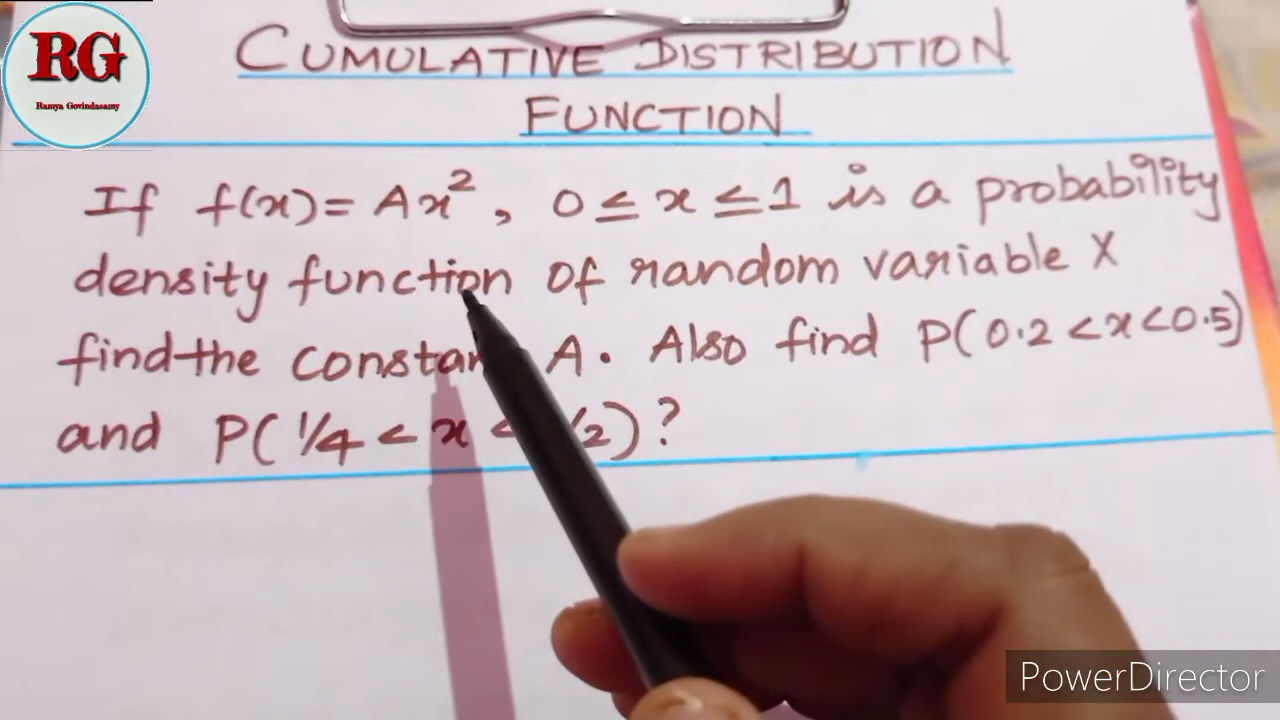 RG
Ramya Govindasamy
CUMULATIVE DISTRIBUTION
FUNCTION
If f(x)= Ax², 0 ≤ x ≤ 1 is a probability
density function of random variable X
find the constan A. Also find P(0.2 < x < 0.5)
and P( 1/4 < x < /2) ?
PowerDirector